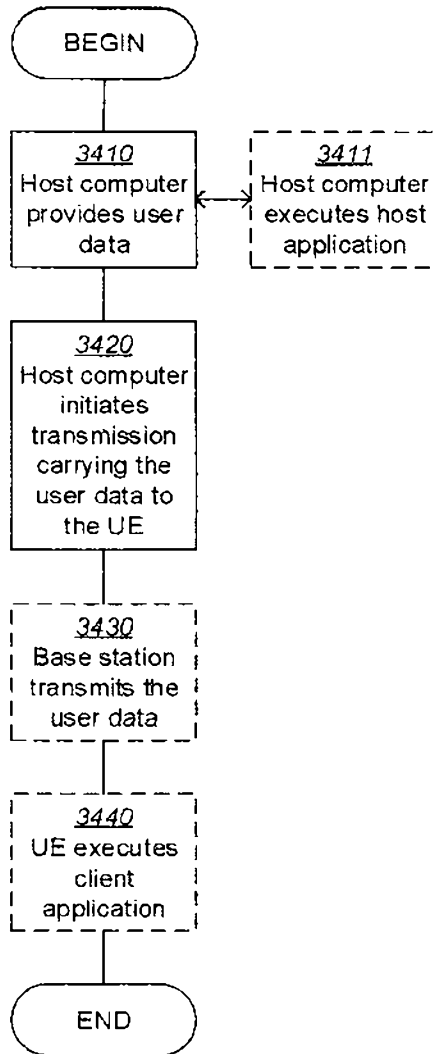 BEGIN
3410
Host computer
provides user
data
3411
Host computer
executes host
application
3420
Host computer
initiates
transmission
carrying the
user data to
the UE
3430
Base station
transmits the
user data
3440
UE executes
client
application
END